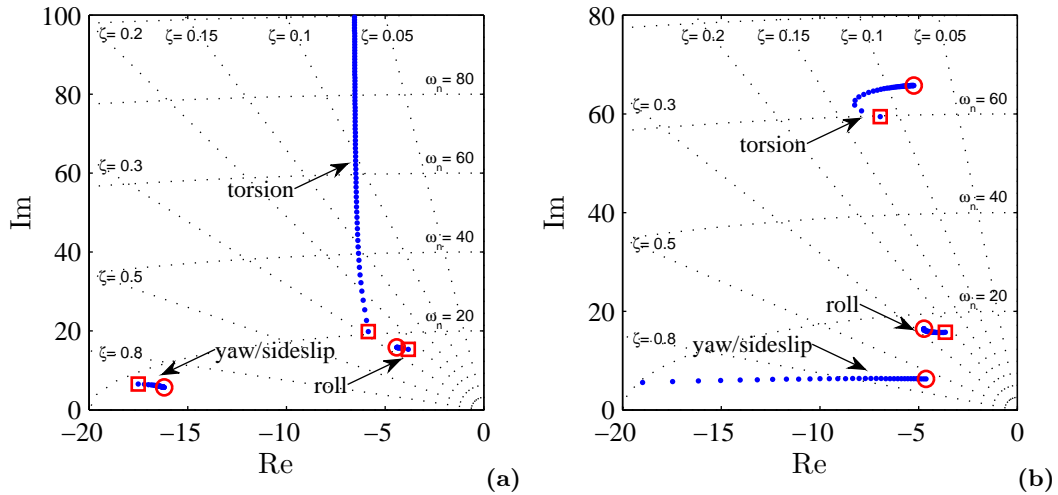 100
ζ= 0.2
ζ= 0.15
ζ= 0.1
ζ= 0.05
80
ωn= 80
60
ζ= 0.3
ωn= 60
torsion
Im
40
ωn= 40
ζ= 0.5
20
ωn= 20
ζ= 0.8
yaw/sideslip
roll
0
−20
−15
−10
−5
0
Re
(a)
80
ζ= 0.2
ζ= 0.15
ζ= 0.1
ζ= 0.05
60
ζ= 0.3
ωn= 60
torsion
Im
40
ωn= 40
ζ= 0.5
20
ωn= 20
roll
ζ= 0.8
yaw/sideslip
0
−20
−15
−10
−5
0
Re
(b)